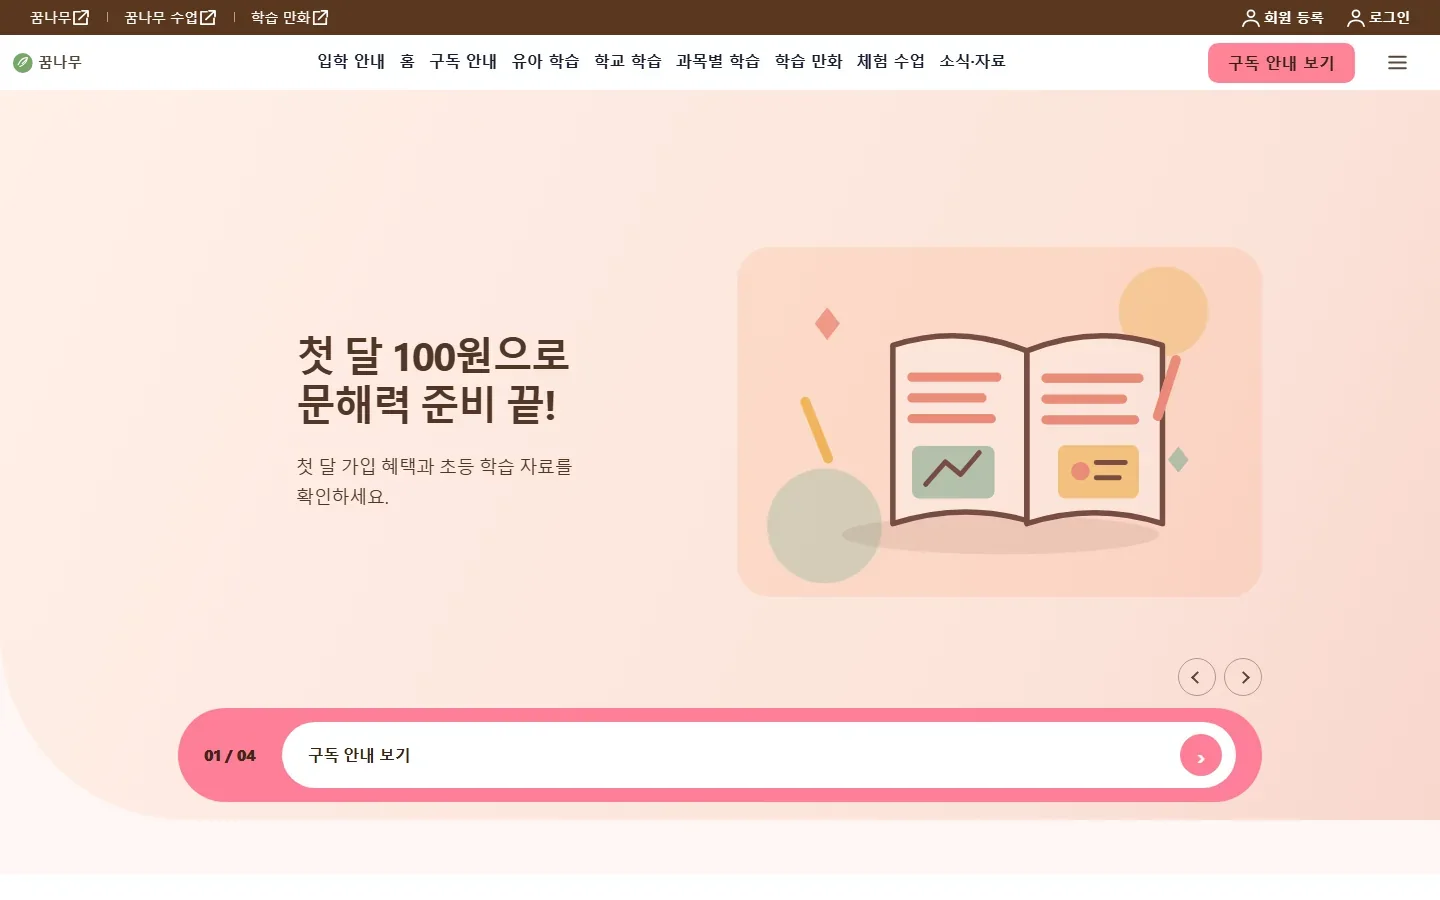 꿈나무 꿈나무 수업 학습 만화 회원 등록 로그인
꿈나무 입학 안내 홈 구독 안내 유아 학습 학교 학습 과목별 학습 학습 만화 체험 수업 소식·자료 구독 안내 보기
첫 달 100원으로
문해력 준비 끝!
첫 달 가입 혜택과 초등 학습 자료를
확인하세요.
01 / 04 구독 안내 보기